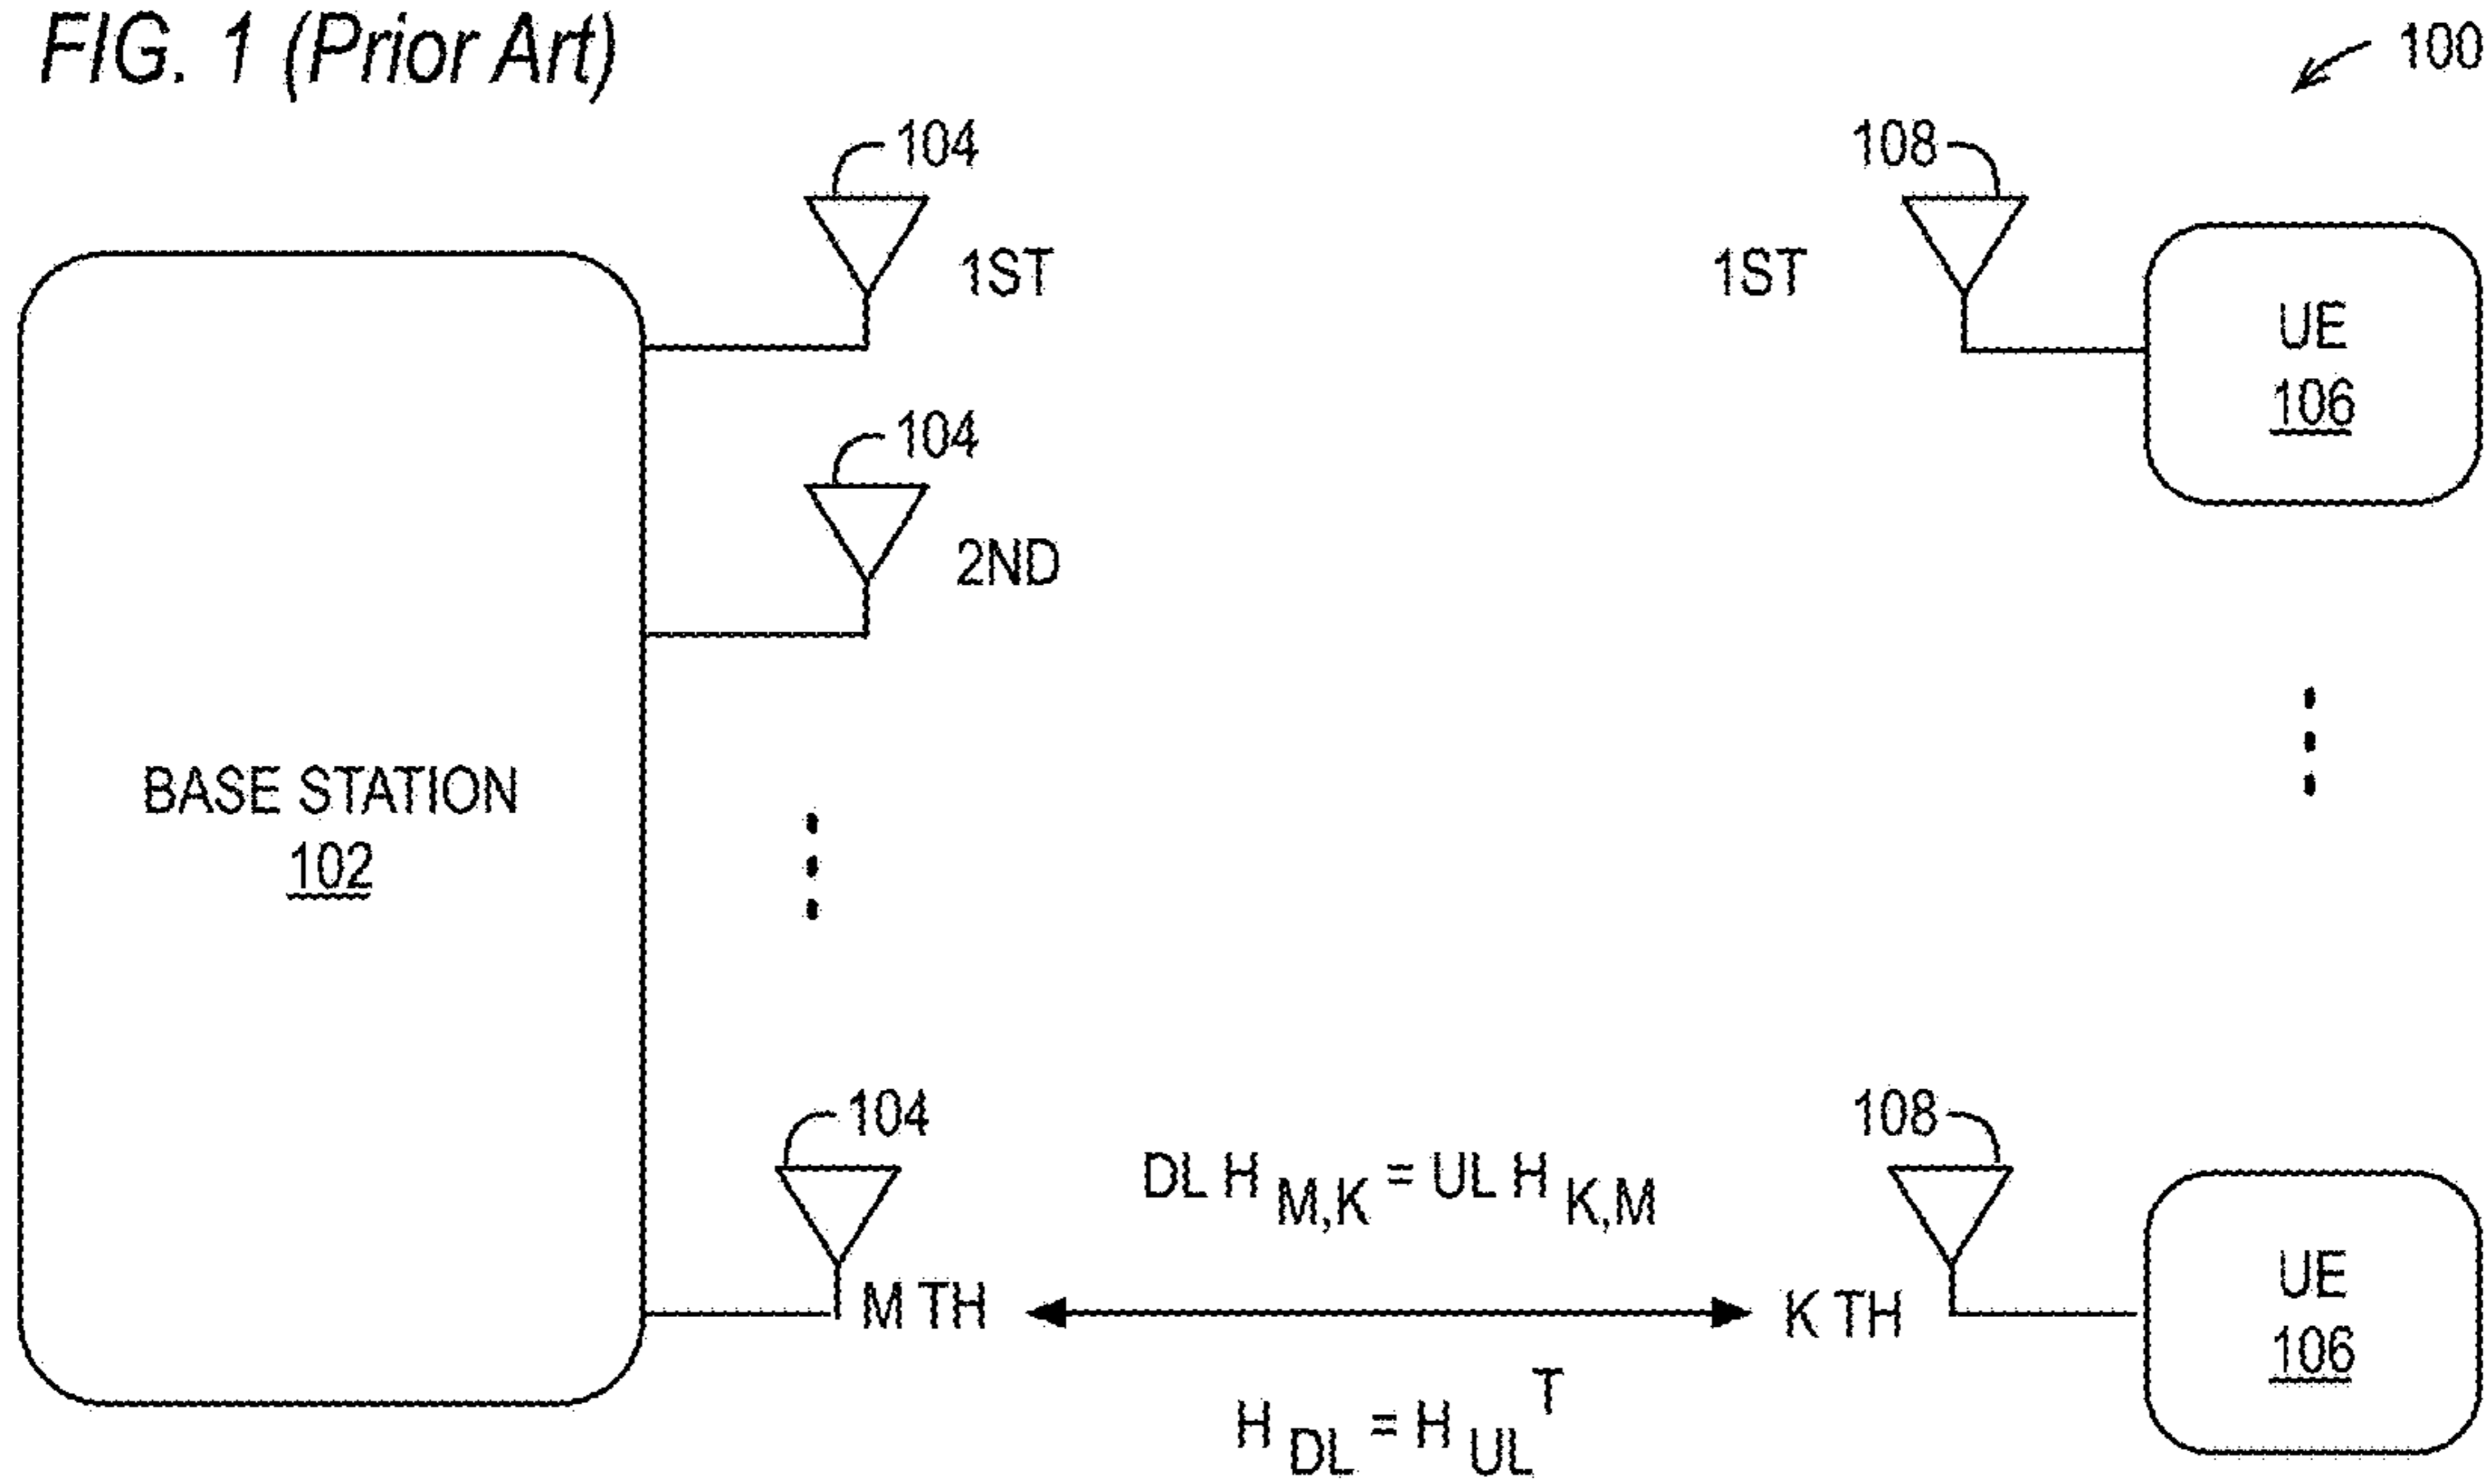 FIG. 1 (Prior Art)
100
104
1ST
104
2ND
BASE STATION
102
104
M TH
DL H M,K = UL H K,M
H DL = H UL T
108
1ST
UE
106
108
K TH
UE
106